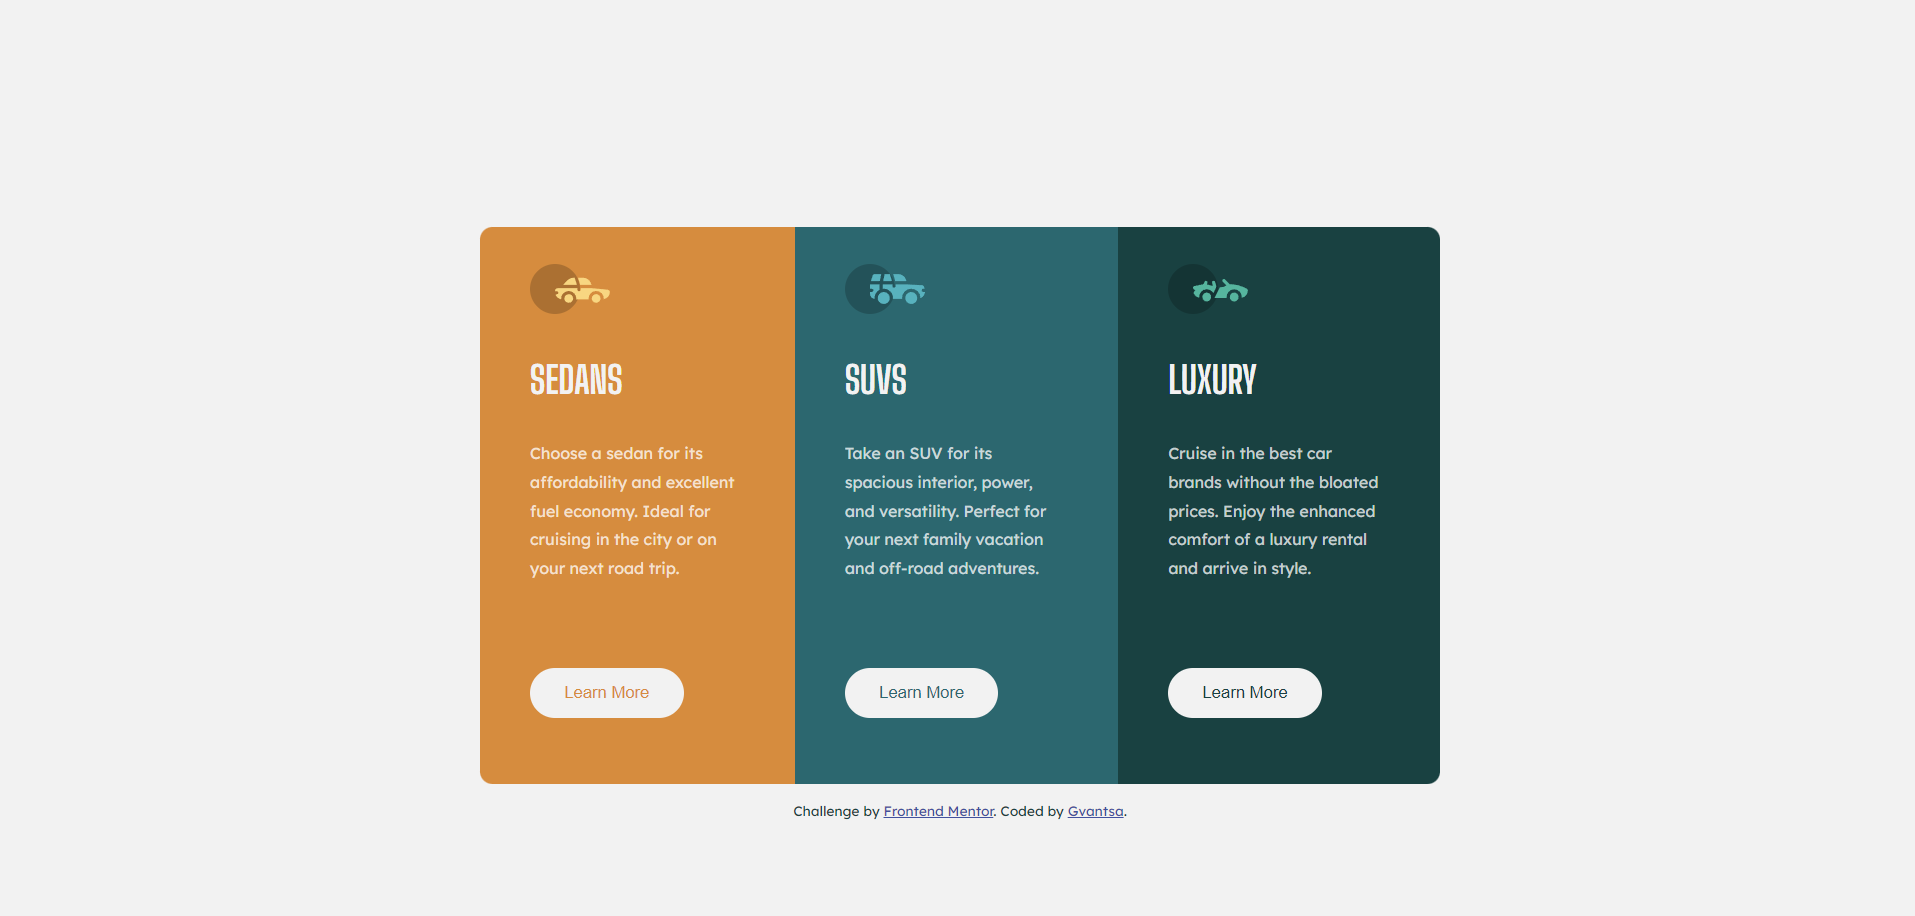 SEDANS
Choose a sedan for its
affordability and excellent
fuel economy. Ideal for
cruising in the city or on
your next road trip.
Learn More
SUVS
Take an SUV for its
spacious interior, power,
and versatility. Perfect for
your next family vacation
and off-road adventures.
Learn More
LUXURY
Cruise in the best car
brands without the bloated
prices. Enjoy the enhanced
comfort of a luxury rental
and arrive in style.
Learn More
Challenge by Frontend Mentor. Coded by Gvantsa.